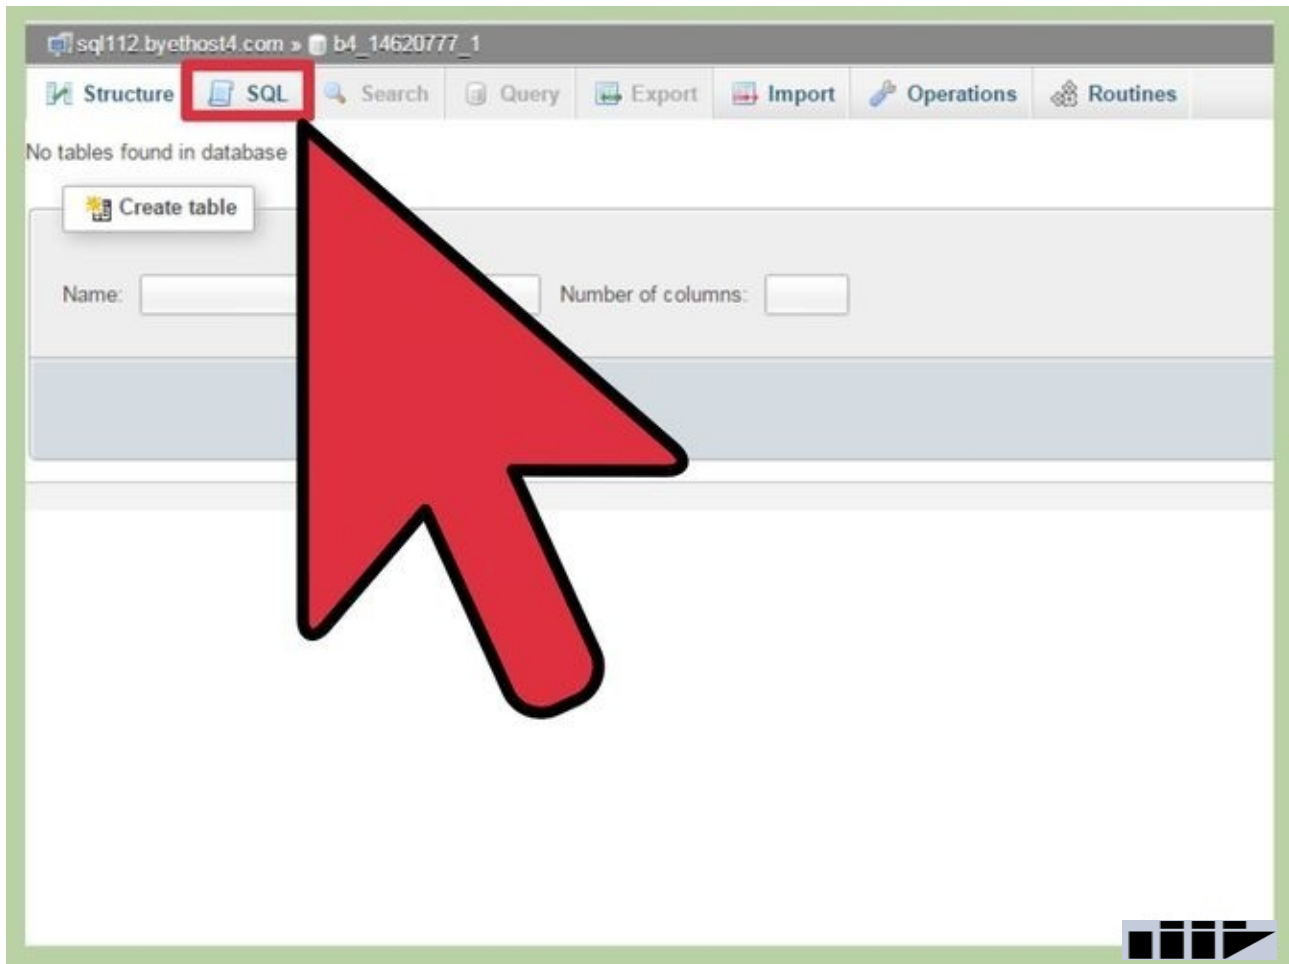 sql112.byethost4.com » b4_14620777_1
Structure SQL Search Query Export Import Operations Routines
No tables found in database
Create table
Name: Number of columns: